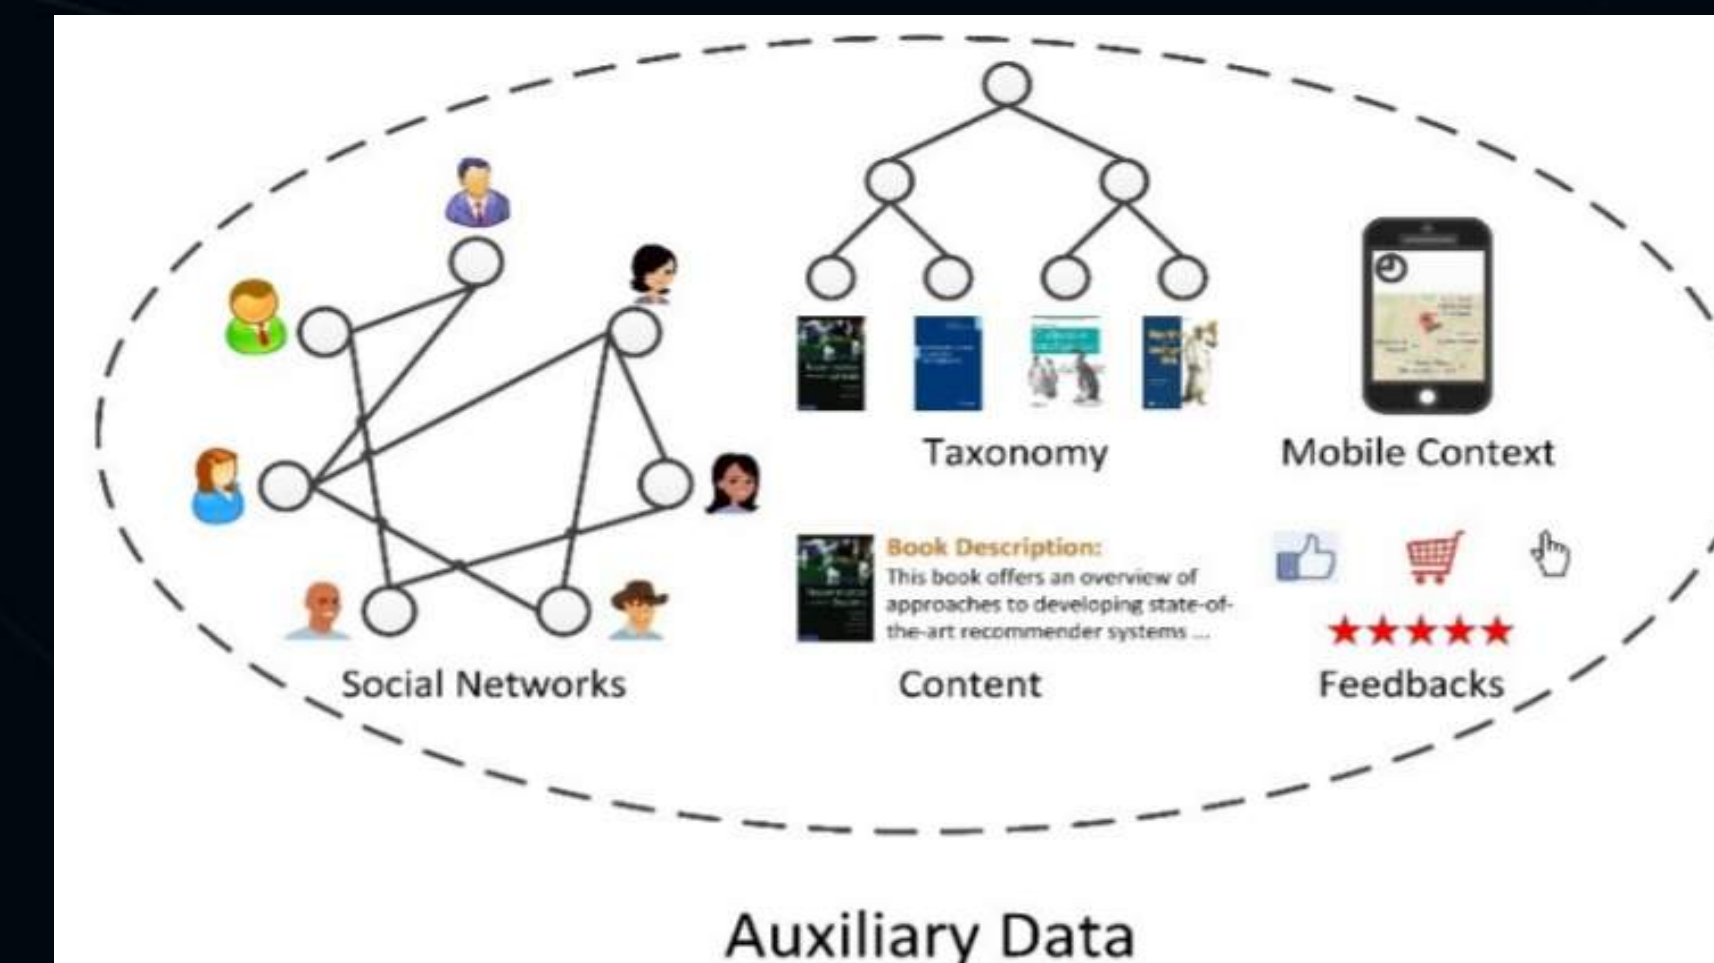 Taxonomy
Mobile Context
Book Description:
This book offers an overview of
approaches to developing state-of-
the-art recommender systems ...
Social Networks
Content
Feedbacks
Auxiliary Data